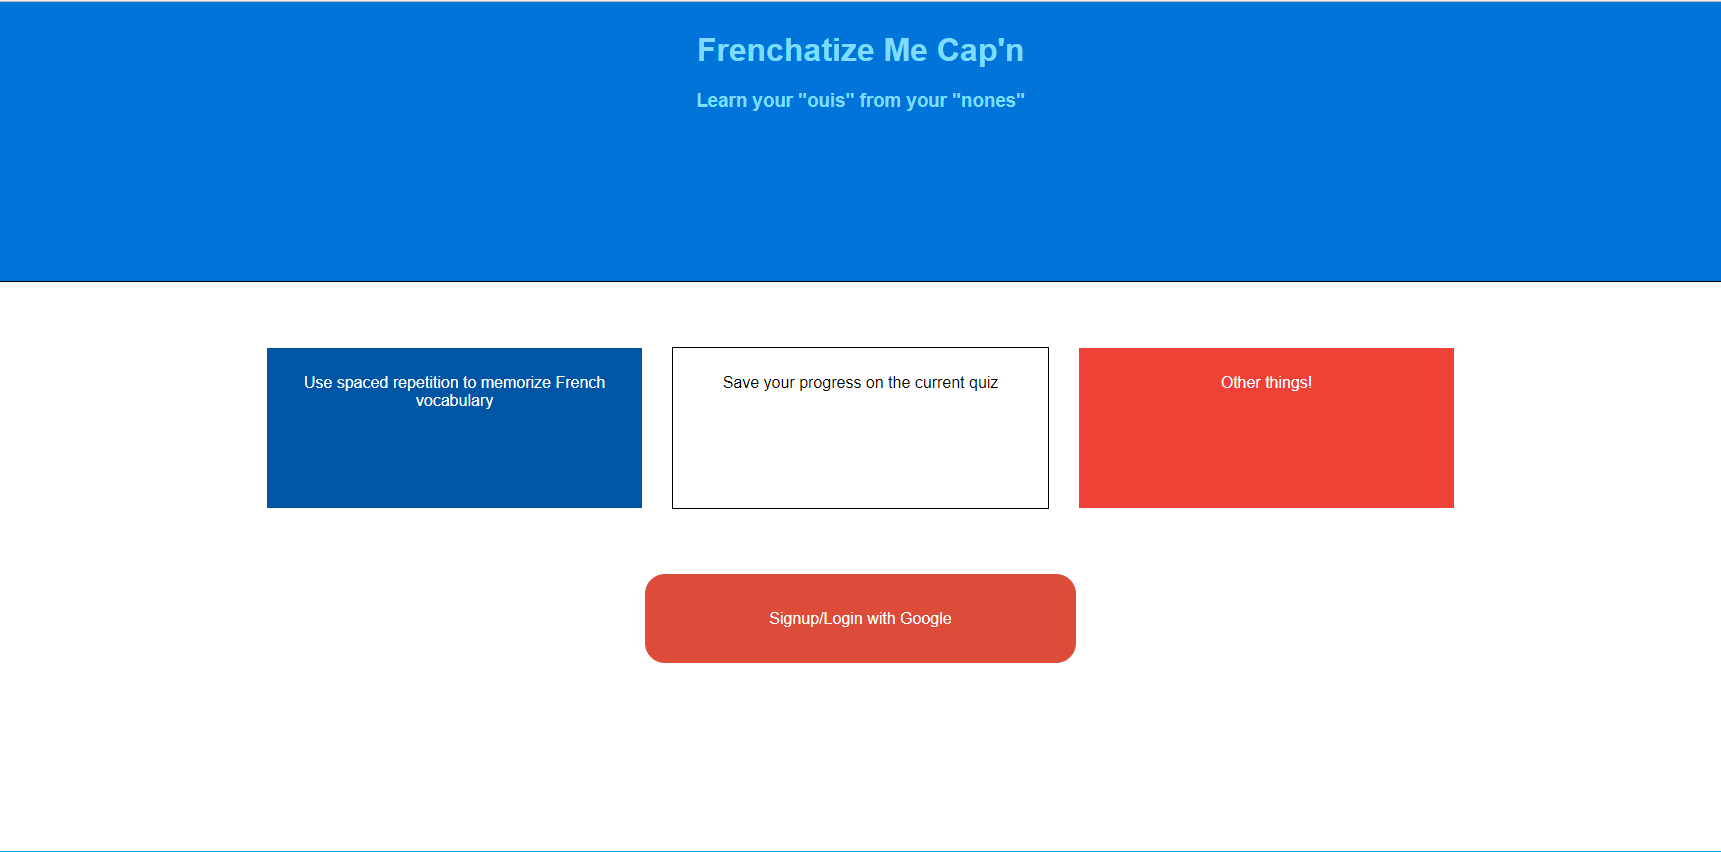 Frenchatize Me Cap'n
Learn your "ouis" from your "nones"
Use spaced repetition to memorize French
vocabulary
Save your progress on the current quiz
Other things!
Signup/Login with Google